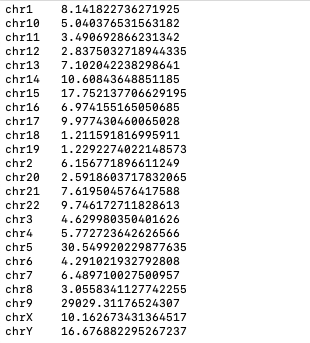 chr1 8.141822736271925
chr10 5.040376531563182
chr11 3.490692866231342
chr12 2.8375032718944335
chr13 7.102042238298641
chr14 10.60843648851185
chr15 17.752137706629195
chr16 6.974155165050685
chr17 9.977430460065028
chr18 1.211591816995911
chr19 1.2292274022148573
chr2 6.156771896611249
chr20 2.5918603717832065
chr21 7.619504576417588
chr22 9.746172711828613
chr3 4.629980350401626
chr4 5.772723642626566
chr5 30.549920229877635
chr6 4.291021932792808
chr7 6.489710027500957
chr8 3.0558341127742255
chr9 29029.31176524307
chrX 10.162673431364517
chrY 16.676882295267237